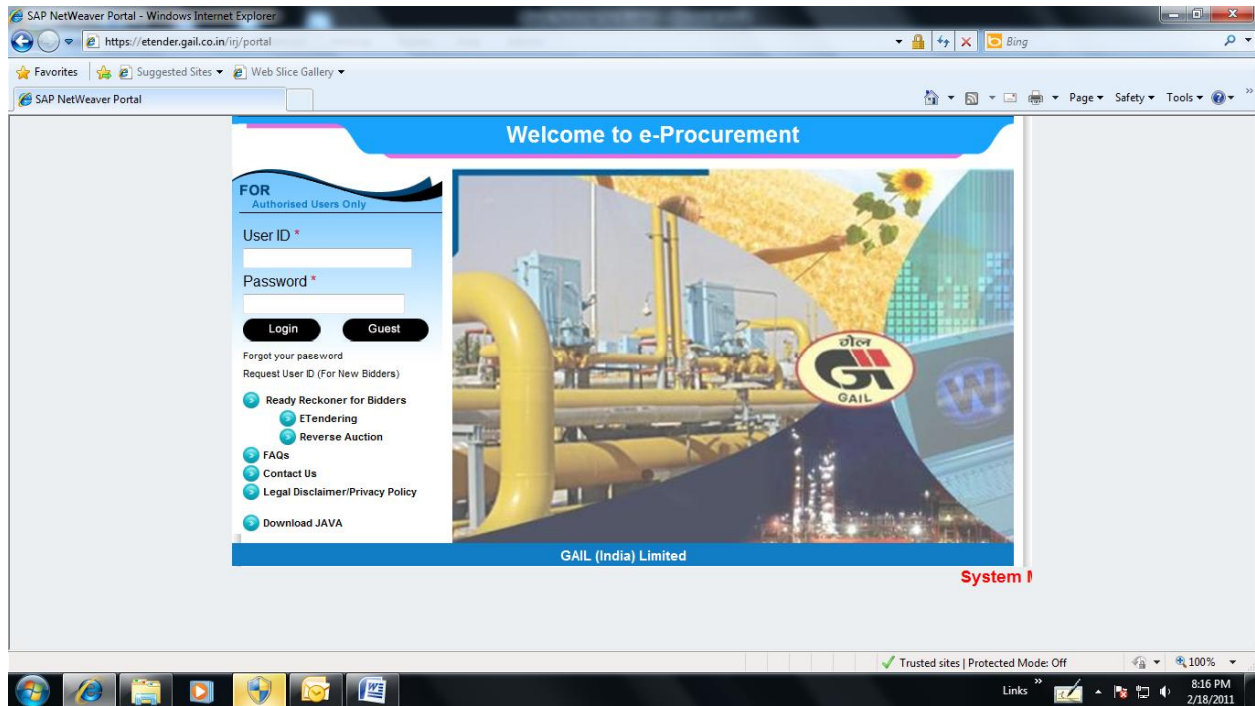 SAP NetWeaver Portal - Windows Internet Explorer
https://etender.gail.co.in/irj/portal
Bing
Favorites
Suggested Sites
Web Slice Gallery
SAP NetWeaver Portal
Page
Safety
Tools
Welcome to e-Procurement
FOR
Authorised Users Only
User ID *
Password *
Login
Guest
Forgot your password
Request User ID (For New Bidders)
Ready Reckoner for Bidders
ETendering
Reverse Auction
FAQs
Contact Us
Legal Disclaimer/Privacy Policy
Download JAVA
गेल
GAIL
W
GAIL (India) Limited
System M
Trusted sites | Protected Mode: Off
100%
Links
8:16 PM
2/18/2011